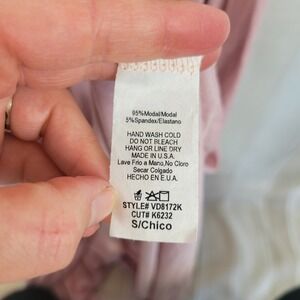 95%Modal/Modal
5%Spandex/Elastano
HAND WASH COLD
DO NOT BLEACH
HANG OR LINE DRY
MADE IN U.S.A.
Lave Frio a Mano,No Cloro
Secar Colgado
HECHO EN E.U.A.
STYLE# VD8172K
CUT# K6232
S/Chico